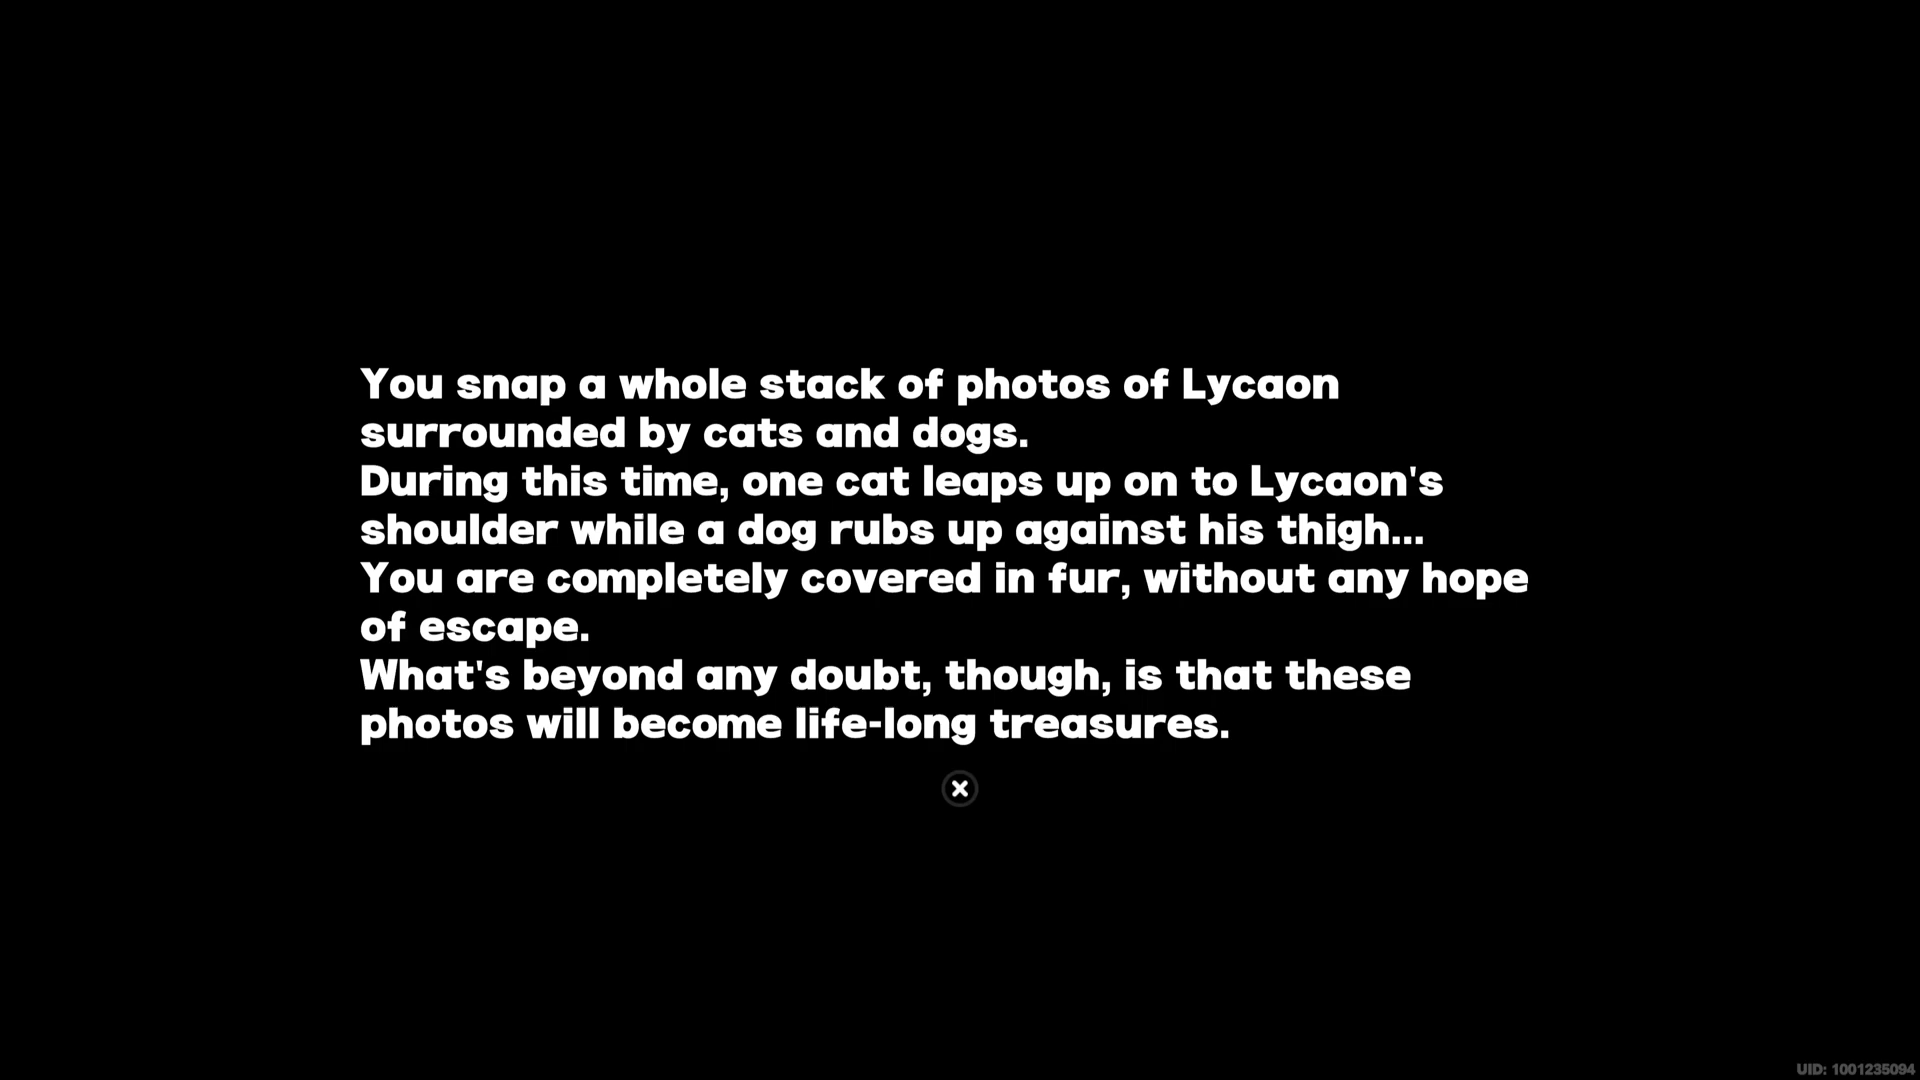 You snap a whole stack of photos of Lycaon
surrounded by cats and dogs.
During this time, one cat leaps up on to Lycaon's
shoulder while a dog rubs up against his thigh...
You are completely covered in fur, without any hope
of escape.
What's beyond any doubt, though, is that these
photos will become life-long treasures.
UID: 1001235094